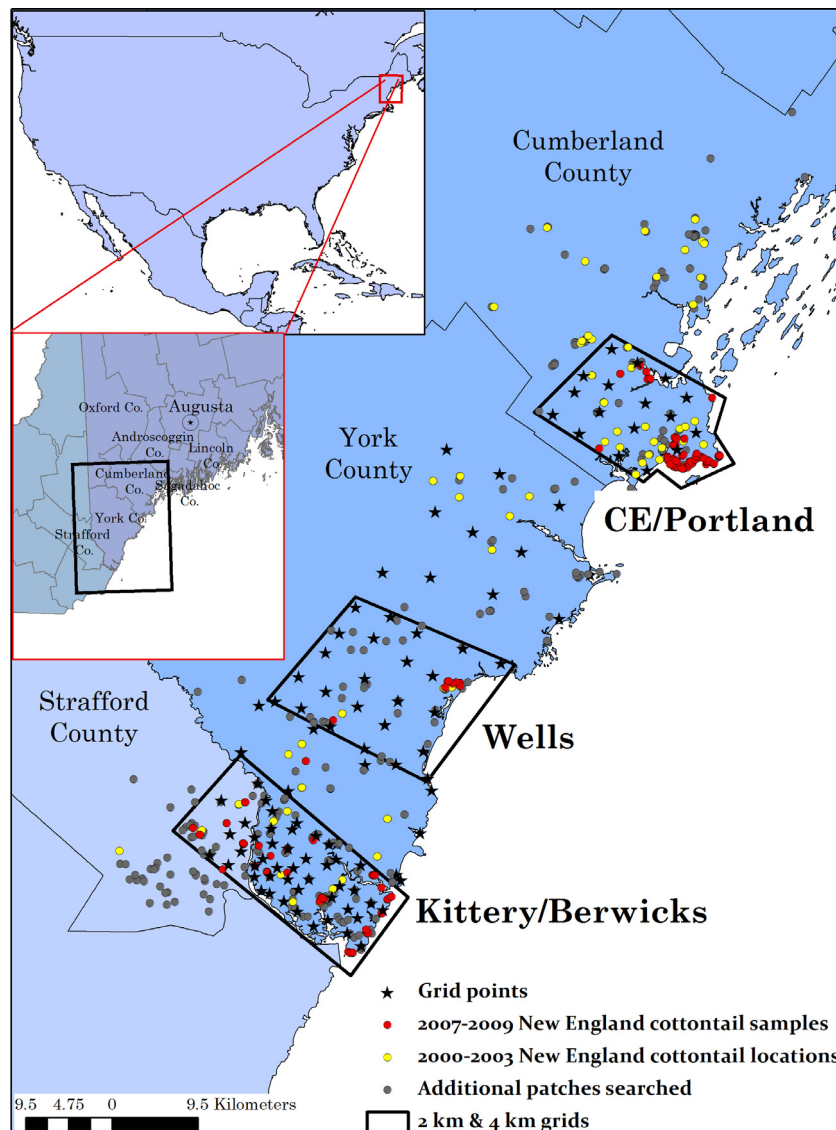 Cumberland
County
Oxford Co.
Augusta
Androscoggin
Co.
Lincoln
Co.
Cumberland
Co.
Sagadahoc
Co.
York Co.
Strafford
Co.
York
County
CE/Portland
Strafford
County
Wells
Kittery/Berwicks
Grid points
2007-2009 New England cottontail samples
2000-2003 New England cottontail locations
Additional patches searched
9.5 4.75 0 9.5 Kilometers
2 km & 4 km grids